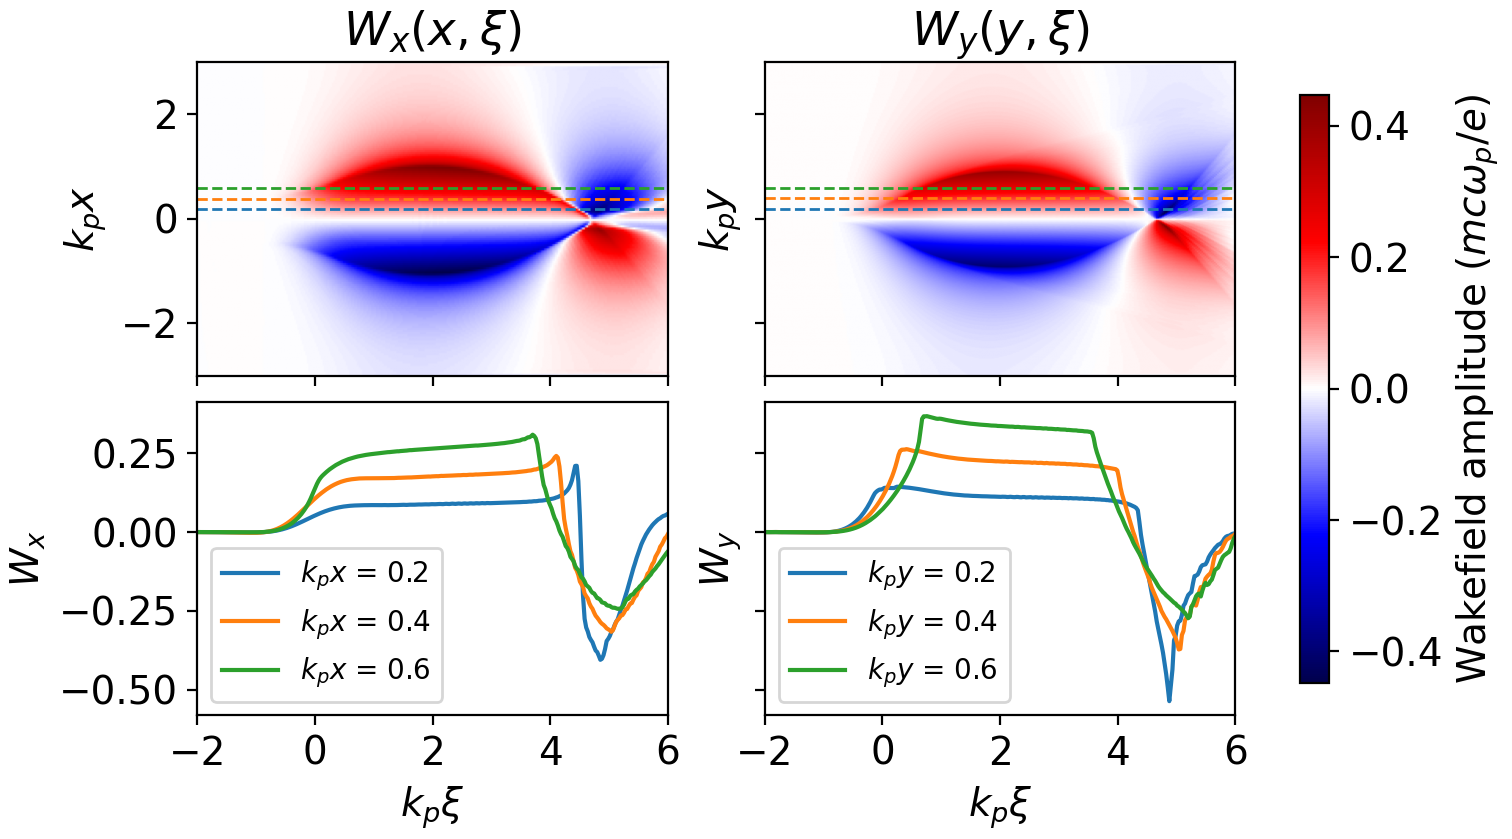 W_x(x, ξ)
W_y(y, ξ)
2
0
−2
k_p x
k_p y
0.4
0.2
0.0
−0.2
−0.4
Wakefield amplitude (mcω_p/e)
0.25
0.00
−0.25
−0.50
W_x
k_p x = 0.2
k_p x = 0.4
k_p x = 0.6
W_y
k_p y = 0.2
k_p y = 0.4
k_p y = 0.6
−2 0 2 4 6
−2 0 2 4 6
k_p ξ
k_p ξ